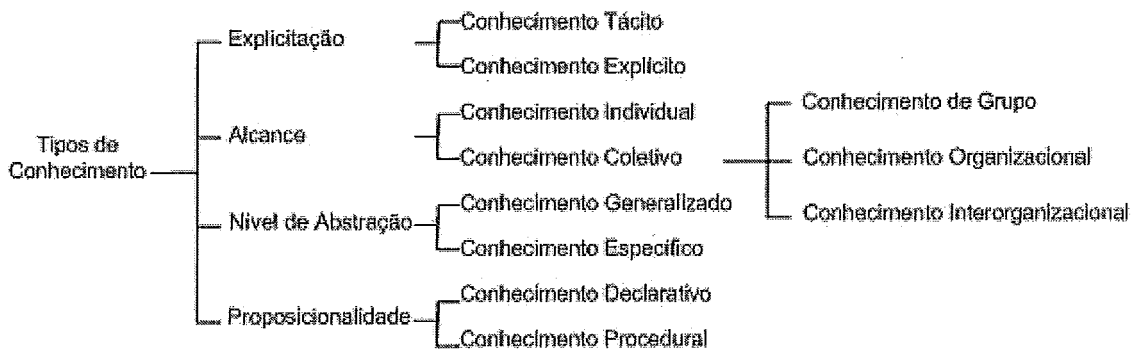 Tipos de
Conhecimento
Explicitação
Conhecimento Tácito
Conhecimento Explícito
Alcance
Conhecimento Individual
Conhecimento Coletivo
Conhecimento de Grupo
Conhecimento Organizacional
Conhecimento Interorganizacional
Nível de Abstração
Conhecimento Generalizado
Conhecimento Específico
Proposicionalidade
Conhecimento Declarativo
Conhecimento Procedural